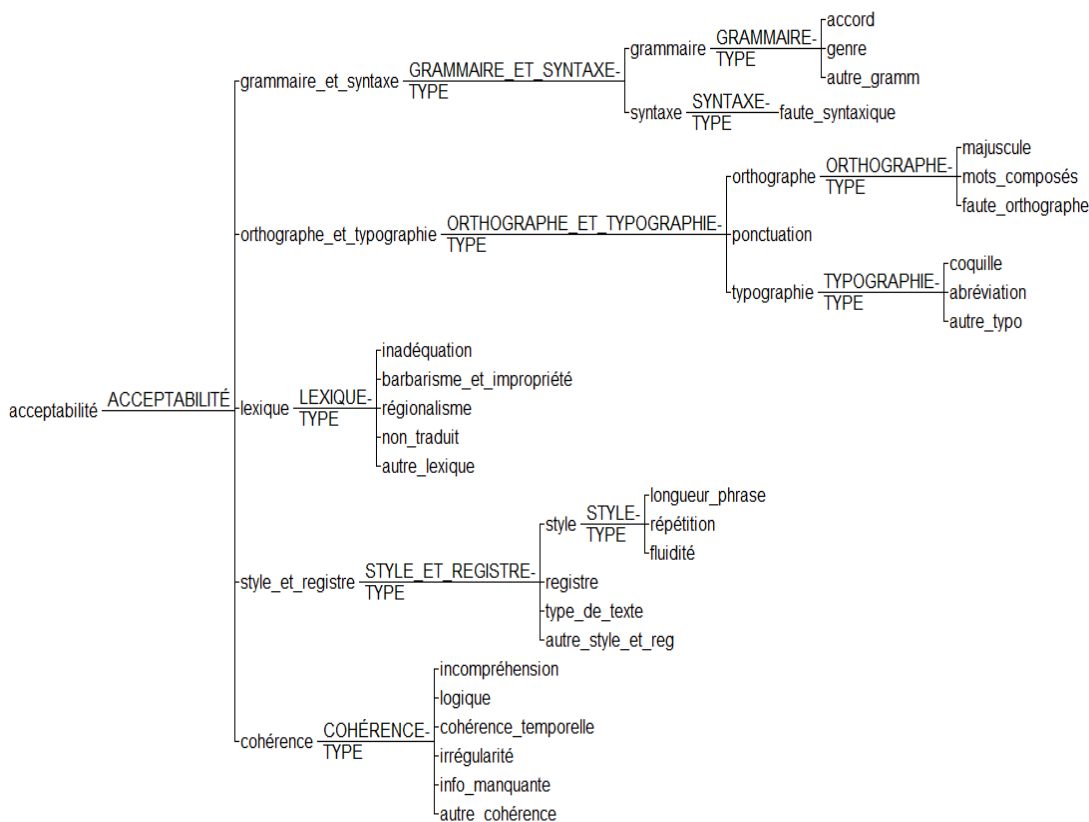 acceptabilité ACCEPTABILITÉ
grammaire_et_syntaxe GRAMMAIRE_ET_SYNTAXE-
TYPE
grammaire GRAMMAIRE-
TYPE
accord
genre
autre_gramm
syntaxe SYNTAXE-
TYPE
faute_syntaxique
orthographe_et_typographie ORTHOGRAPHE_ET_TYPOGRAPHIE-
TYPE
orthographe ORTHOGRAPHE-
TYPE
majuscule
mots_composés
faute_orthographe
ponctuation
typographie TYPOGRAPHIE-
TYPE
coquille
abréviation
autre_typo
lexique LEXIQUE-
TYPE
inadéquation
barbarisme_et_impropriété
régionalisme
non_traduit
autre_lexique
style_et_registre STYLE_ET_REGISTRE-
TYPE
style STYLE-
TYPE
longueur_phrase
répétition
fluidité
registre
type_de_texte
autre_style_et_reg
cohérence COHÉRENCE-
TYPE
incompréhension
logique
cohérence_temporelle
irrégularité
info_manquante
autre_cohérence